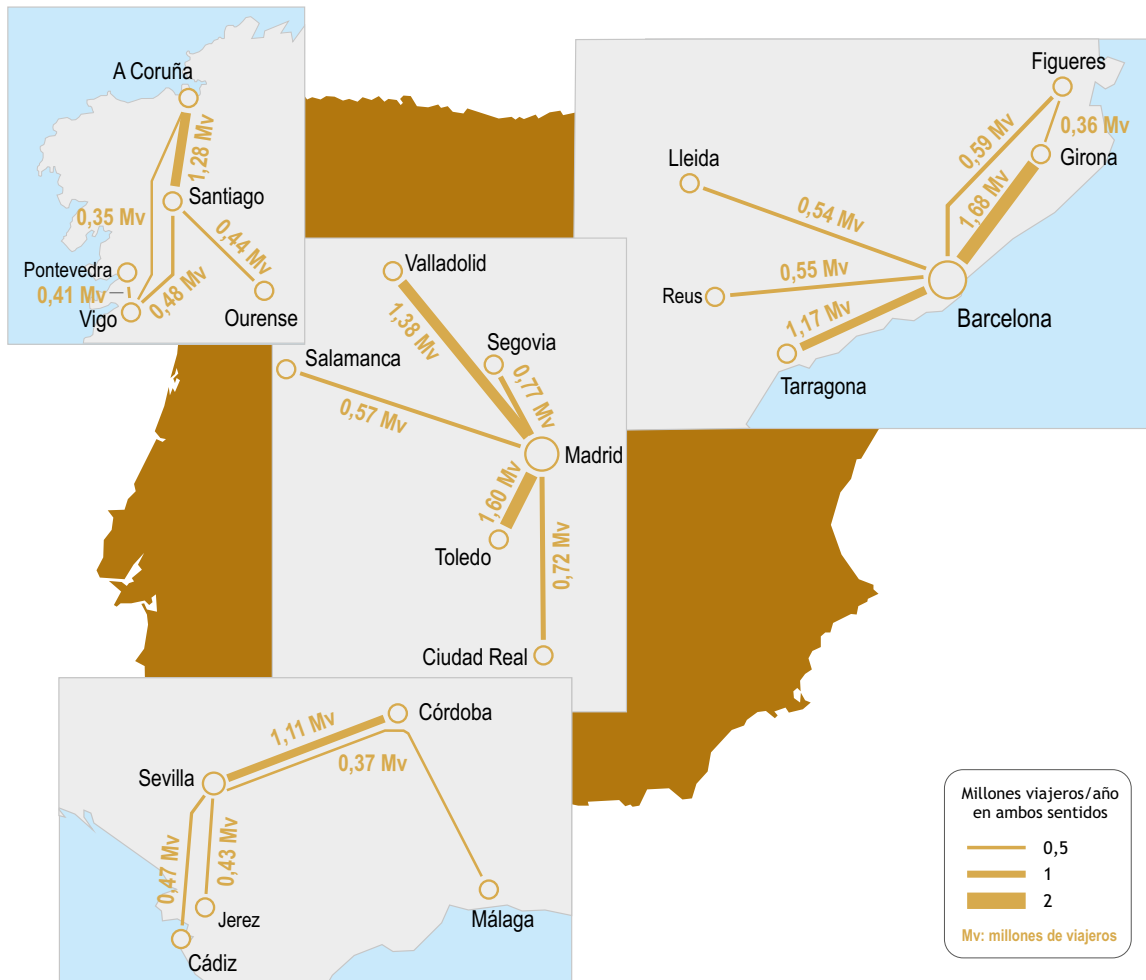 A Coruña
1,28 Mv
Santiago
0,35 Mv
0,44 Mv
Pontevedra
0,41 Mv
0,48 Mv
Vigo
Ourense
Figueres
0,36 Mv
0,59 Mv
Girona
Lleida
1,68 Mv
0,54 Mv
0,55 Mv
Reus
1,17 Mv
Barcelona
Tarragona
Valladolid
1,38 Mv
Segovia
0,77 Mv
Salamanca
0,57 Mv
Madrid
1,60 Mv
Toledo
0,72 Mv
Ciudad Real
Córdoba
1,11 Mv
0,37 Mv
Sevilla
0,47 Mv
0,43 Mv
Jerez
Málaga
Cádiz
Millones viajeros/año
en ambos sentidos
0,5
1
2
Mv: millones de viajeros